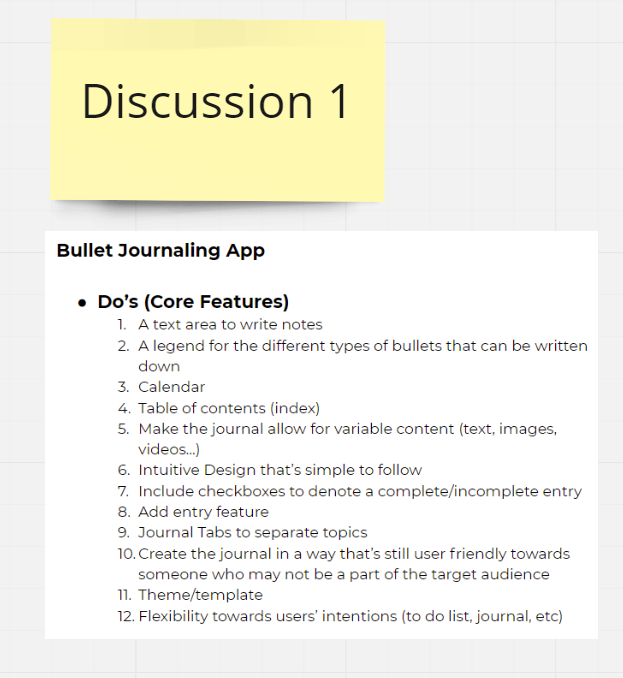 Discussion 1
Bullet Journaling App
● Do’s (Core Features)
1. A text area to write notes
2. A legend for the different types of bullets that can be written
down
3. Calendar
4. Table of contents (index)
5. Make the journal allow for variable content (text, images,
videos...)
6. Intuitive Design that’s simple to follow
7. Include checkboxes to denote a complete/incomplete entry
8. Add entry feature
9. Journal Tabs to separate topics
10. Create the journal in a way that’s still user friendly towards
someone who may not be a part of the target audience
11. Theme/template
12. Flexibility towards users’ intentions (to do list, journal, etc)